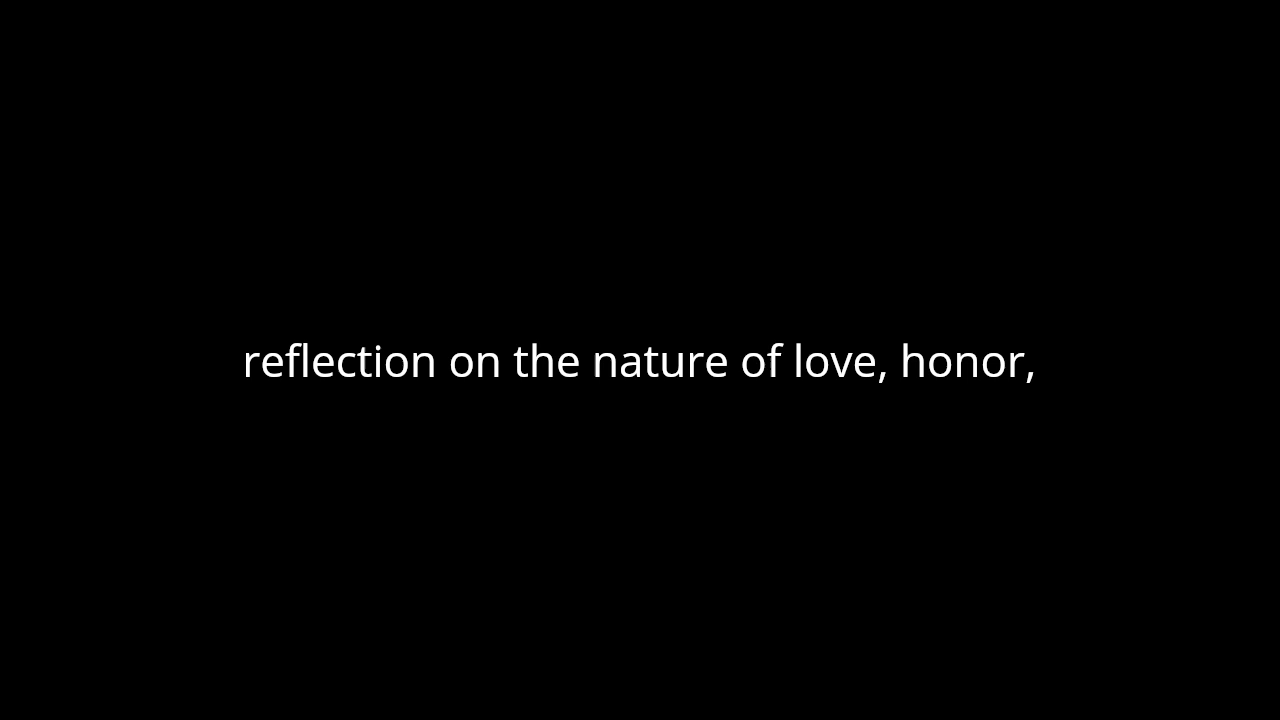 reflection on the nature of love, honor,